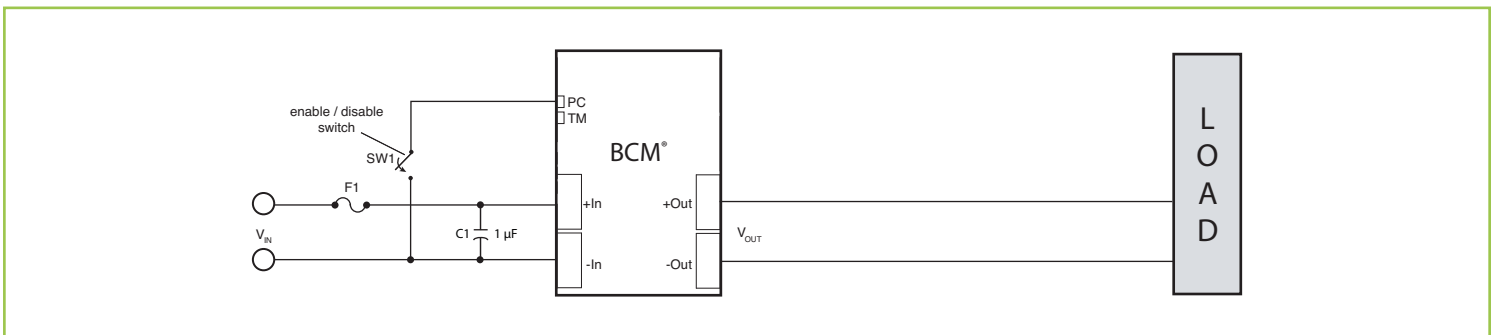 enable / disable
switch
SW1
F1
V_IN
C1
1 µF
PC
TM
BCM®
+In
-In
+Out
-Out
V_OUT
L
O
A
D